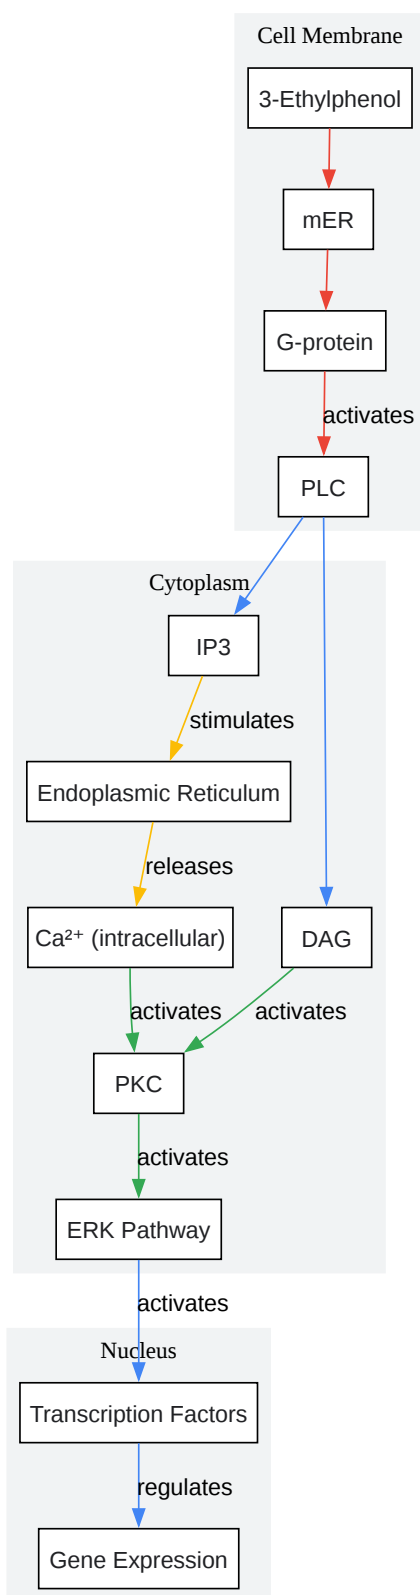 Cell Membrane
3-Ethylphenol
mER
G-protein
activates
PLC
Cytoplasm
IP3
stimulates
Endoplasmic Reticulum
releases
Ca²⁺ (intracellular)
DAG
activates
activates
PKC
activates
ERK Pathway
activates
Nucleus
Transcription Factors
regulates
Gene Expression